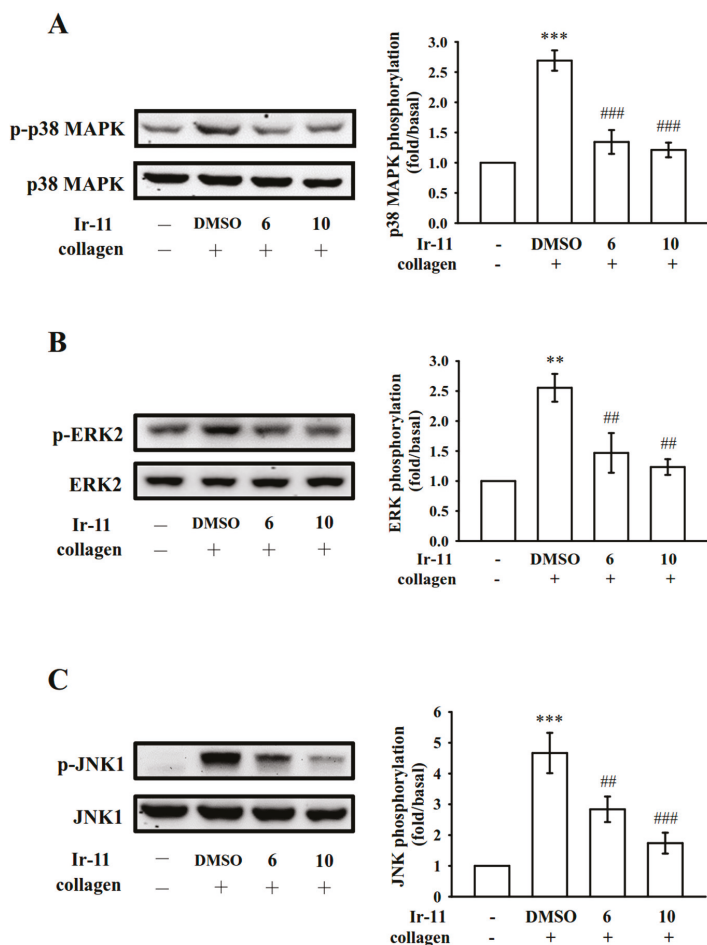 A
p-p38 MAPK
p38 MAPK
Ir-11 — DMSO 6 10
collagen — + + +
p38 MAPK phosphorylation
(fold/basal)
3.0
2.5
2.0
1.5
1.0
0.5
0.0
***
###
###
Ir-11 - DMSO 6 10
collagen - + + +
B
p-ERK2
ERK2
Ir-11 — DMSO 6 10
collagen — + + +
ERK phosphorylation
(fold/basal)
3.0
2.5
2.0
1.5
1.0
0.5
0.0
**
##
##
Ir-11 - DMSO 6 10
collagen - + + +
C
p-JNK1
JNK1
Ir-11 — DMSO 6 10
collagen — + + +
JNK phosphorylation
(fold/basal)
6
5
4
3
2
1
0
***
##
###
Ir-11 - DMSO 6 10
collagen - + + +